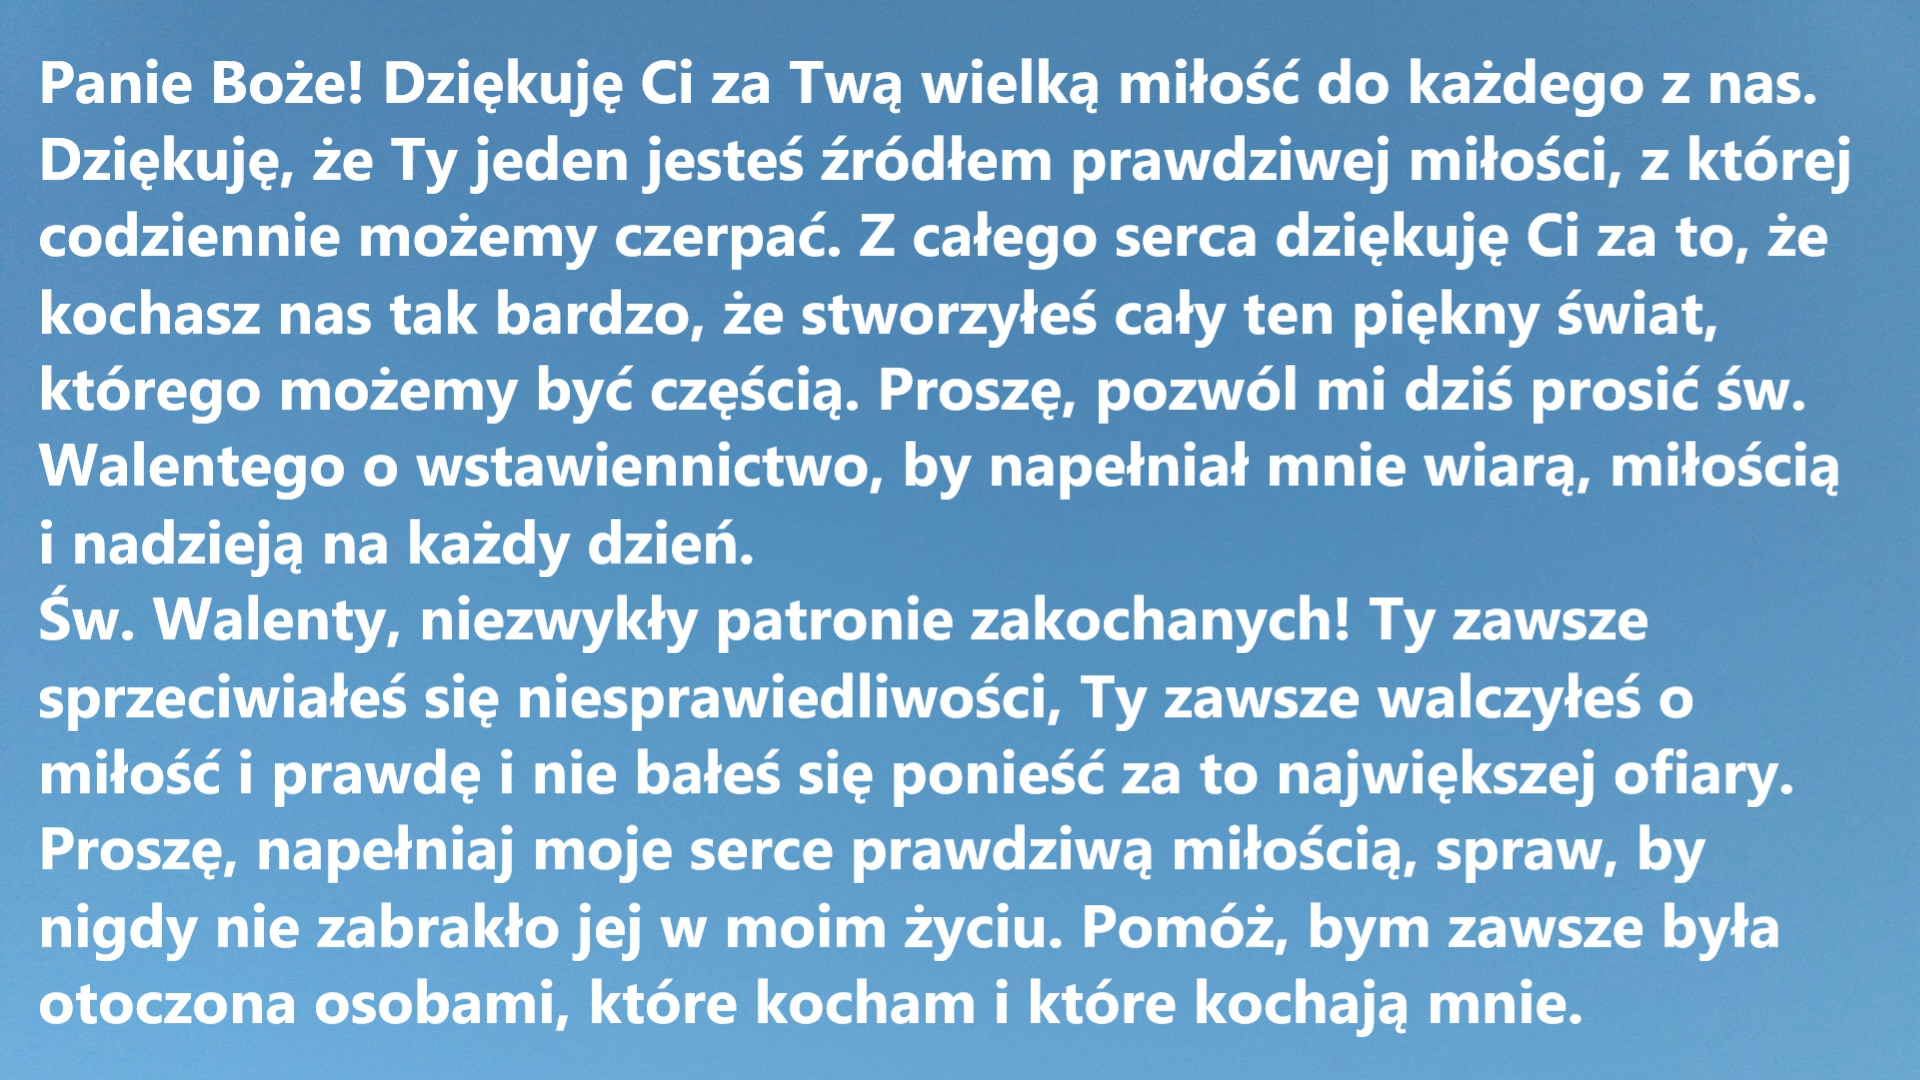 Panie Boże! Dziękuję Ci za Twą wielką miłość do każdego z nas.
Dziękuję, że Ty jeden jesteś źródłem prawdziwej miłości, z której
codziennie możemy czerpać. Z całego serca dziękuję Ci za to, że
kochasz nas tak bardzo, że stworzyłeś cały ten piękny świat,
którego możemy być częścią. Proszę, pozwól mi dziś prosić św.
Walentego o wstawiennictwo, by napełniał mnie wiarą, miłością
i nadzieją na każdy dzień.
Św. Walenty, niezwykły patronie zakochanych! Ty zawsze
sprzeciwiałeś się niesprawiedliwości, Ty zawsze walczyłeś o
miłość i prawdę i nie bałeś się ponieść za to największej ofiary.
Proszę, napełniaj moje serce prawdziwą miłością, spraw, by
nigdy nie zabrakło jej w moim życiu. Pomóż, bym zawsze była
otoczona osobami, które kocham i które kochają mnie.